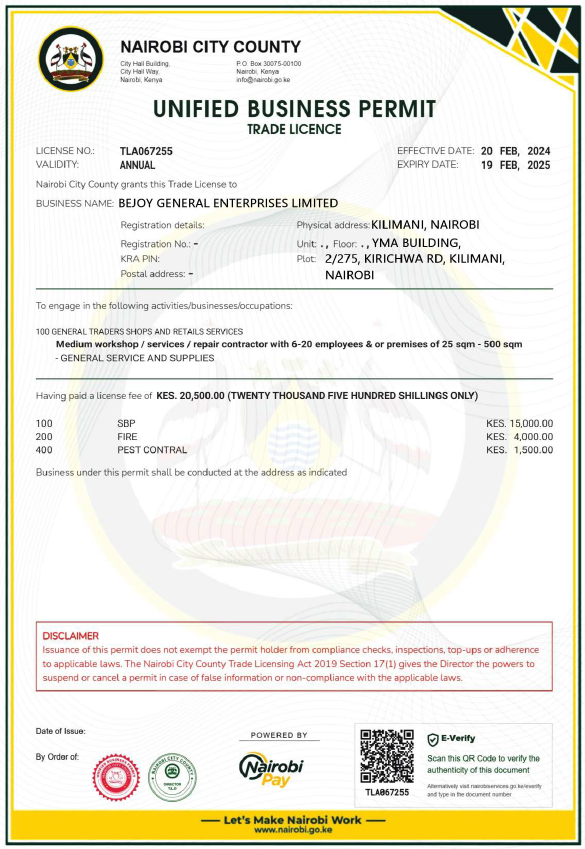 NAIROBI CITY COUNTY
City Hall Building, P.O. Box 30075-00100
City Hall Way, Nairobi, Kenya
Nairobi, Kenya info@nairobi.go.ke
UNIFIED BUSINESS PERMIT
TRADE LICENCE
LICENSE NO.: TLA067255 EFFECTIVE DATE: 20 FEB, 2024
VALIDITY: ANNUAL EXPIRY DATE: 19 FEB, 2025
Nairobi City County grants this Trade License to
BUSINESS NAME: BEJOY GENERAL ENTERPRISES LIMITED
Registration details: Physical address: KILIMANI, NAIROBI
Registration No.: - Unit: . , Floor: . , YMA BUILDING,
KRA PIN: Plot: 2/275, KIRICHWA RD, KILIMANI,
Postal address: - NAIROBI
To engage in the following activities/businesses/occupations:
100 GENERAL TRADERS SHOPS AND RETAILS SERVICES
Medium workshop / services / repair contractor with 6-20 employees & or premises of 25 sqm - 500 sqm
- GENERAL SERVICE AND SUPPLIES
Having paid a license fee of KES. 20,500.00 (TWENTY THOUSAND FIVE HUNDRED SHILLINGS ONLY)
100 SBP KES. 15,000.00
200 FIRE KES. 4,000.00
400 PEST CONTRAL KES. 1,500.00
Business under this permit shall be conducted at the address as indicated
DISCLAIMER
Issuance of this permit does not exempt the permit holder from compliance checks, inspections, top-ups or adherence
to applicable laws. The Nairobi City County Trade Licensing Act 2019 Section 17(1) gives the Director the powers to
suspend or cancel a permit in case of false information or non-compliance with the applicable laws.
Date of Issue:
By Order of:
NAIROBI CITY COUNTY
DIRECTOR
POWERED BY
Nairobi
Pay
TLA067255
E-Verify
Scan this QR Code to verify the
authenticity of this document
Alternatively visit nairobiservices.go.ke/everify
and type in the document number
Let's Make Nairobi Work
www.nairobi.go.ke